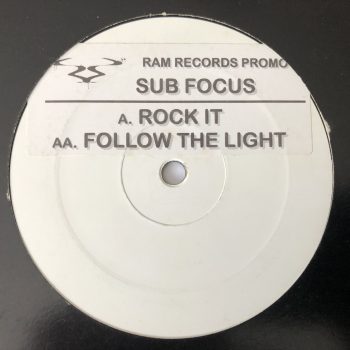 RAM RECORDS PROMO
SUB FOCUS
A. ROCK IT
AA. FOLLOW THE LIGHT